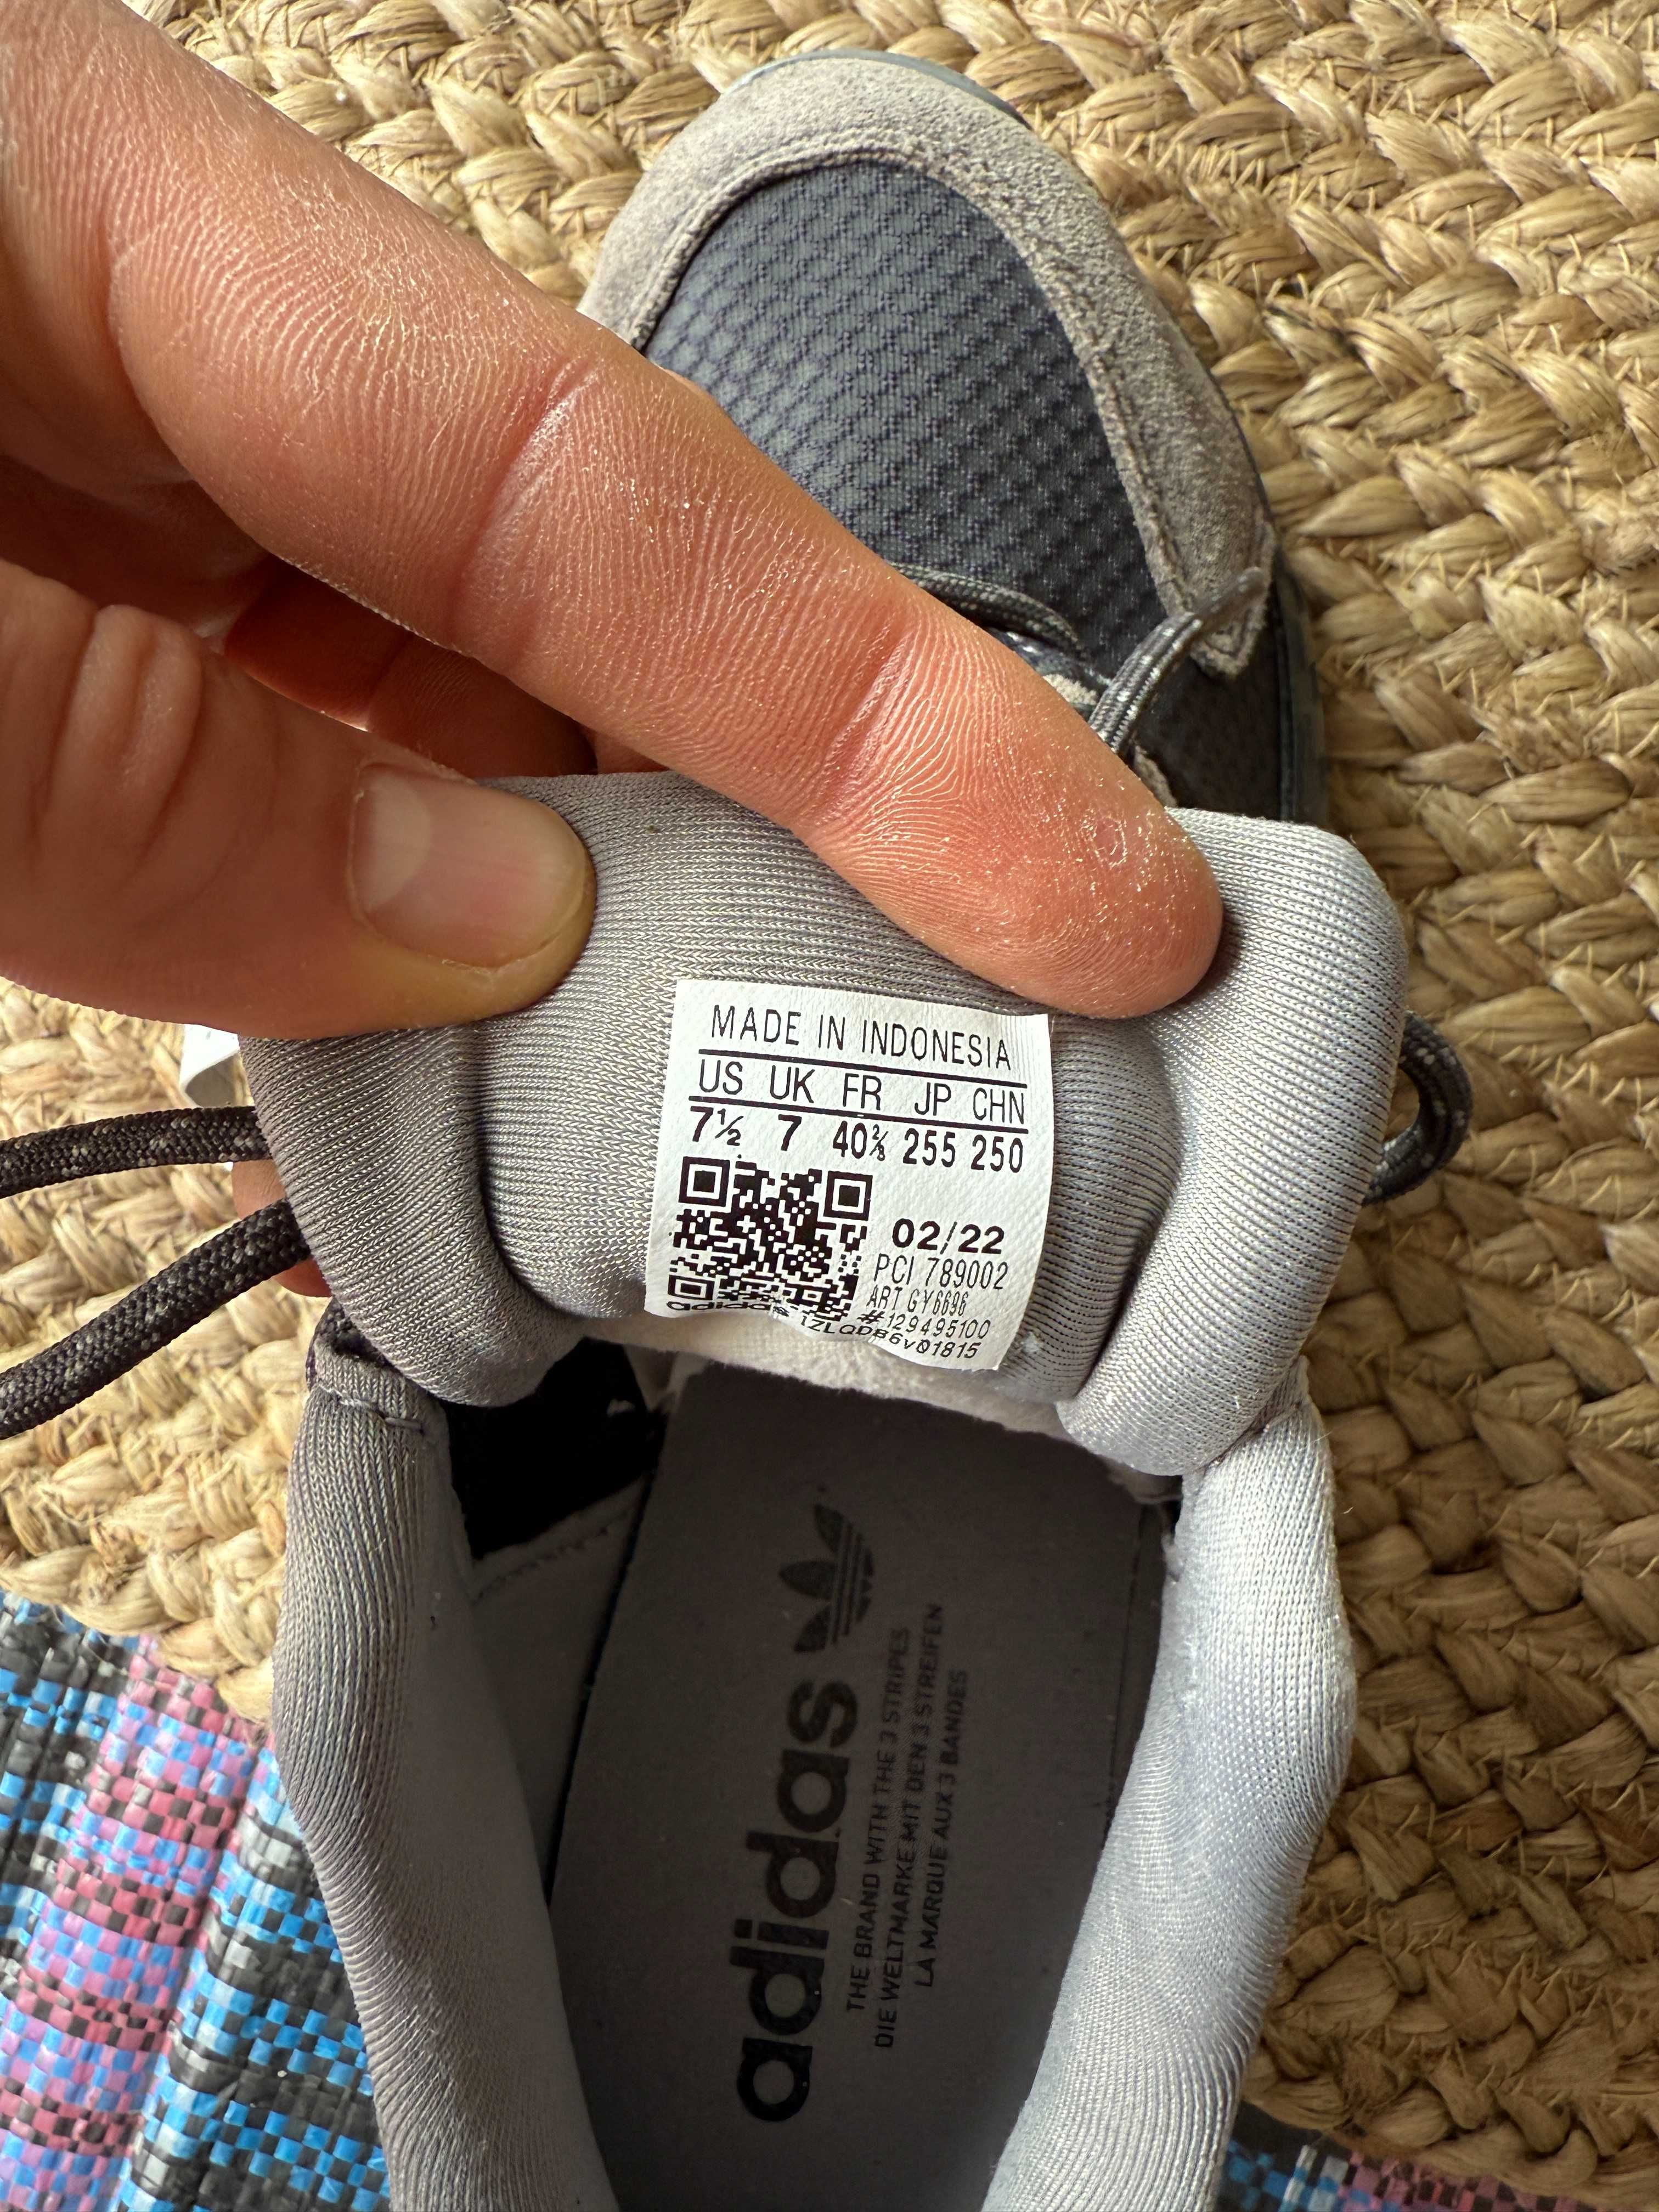 MADE IN INDONESIA
US UK FR JP CHN
7½ 7 40⅔ 255 250
02/22
PCI 789002
ART GY6696
#129495100
adidas 1ZLQDB6v01815
adidas
THE BRAND WITH THE 3 STRIPES
DIE WELTMARKE MIT DEN 3 STREIFEN
LA MARQUE AUX 3 BANDES